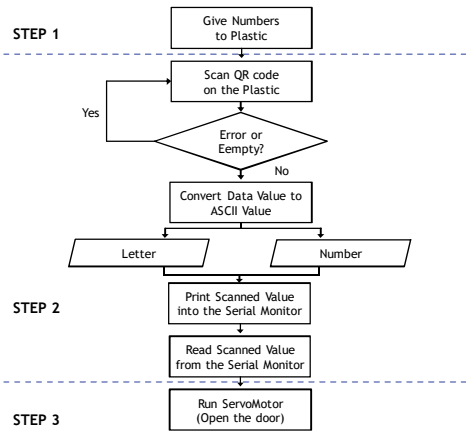 STEP 1
Give Numbers
to Plastic
Scan QR code
on the Plastic
Yes
Error or
Eempty?
No
Convert Data Value to
ASCII Value
Letter
Number
STEP 2
Print Scanned Value
into the Serial Monitor
Read Scanned Value
from the Serial Monitor
STEP 3
Run ServoMotor
(Open the door)